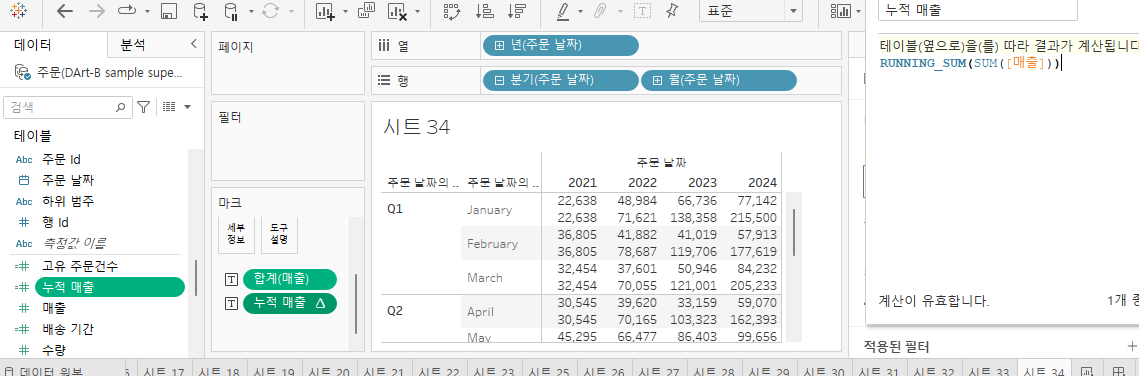 표준
누적 매출
데이터
분석
페이지
열
년(주문 날짜)
테이블(옆으로)을(를) 따라 결과가 계산됩니다
RUNNING_SUM(SUM([매출]))
주문(DArt-B sample supe...
행
분기(주문 날짜)
월(주문 날짜)
검색
필터
시트 34
테이블
Abc 주문 Id
주문 날짜
Abc 하위 범주
행 Id
Abc 측정값 이름
고유 주문건수
누적 매출
매출
배송 기간
수량
마크
세부
정보
도구
설명
합계(매출)
누적 매출 △
주문 날짜
주문 날짜의 .. 주문 날짜의 .. 2021 2022 2023 2024
Q1 January 22,638 48,984 66,736 77,142
22,638 71,621 138,358 215,500
February 36,805 41,882 41,019 57,913
36,805 78,687 119,706 177,619
March 32,454 37,601 50,946 84,232
32,454 70,055 121,001 205,233
Q2 April 30,545 39,620 33,159 59,070
30,545 70,165 103,323 162,393
May 45,295 66,477 86,403 99,656
계산이 유효합니다.
1개 종
적용된 필터
데이터 원본
6 시트 17 시트 18 시트 19 시트 20 시트 21 시트 22 시트 23 시트 24 시트 25 시트 26 시트 27 시트 28 시트 29 시트 30 시트 31 시트 32 시트 33 시트 34